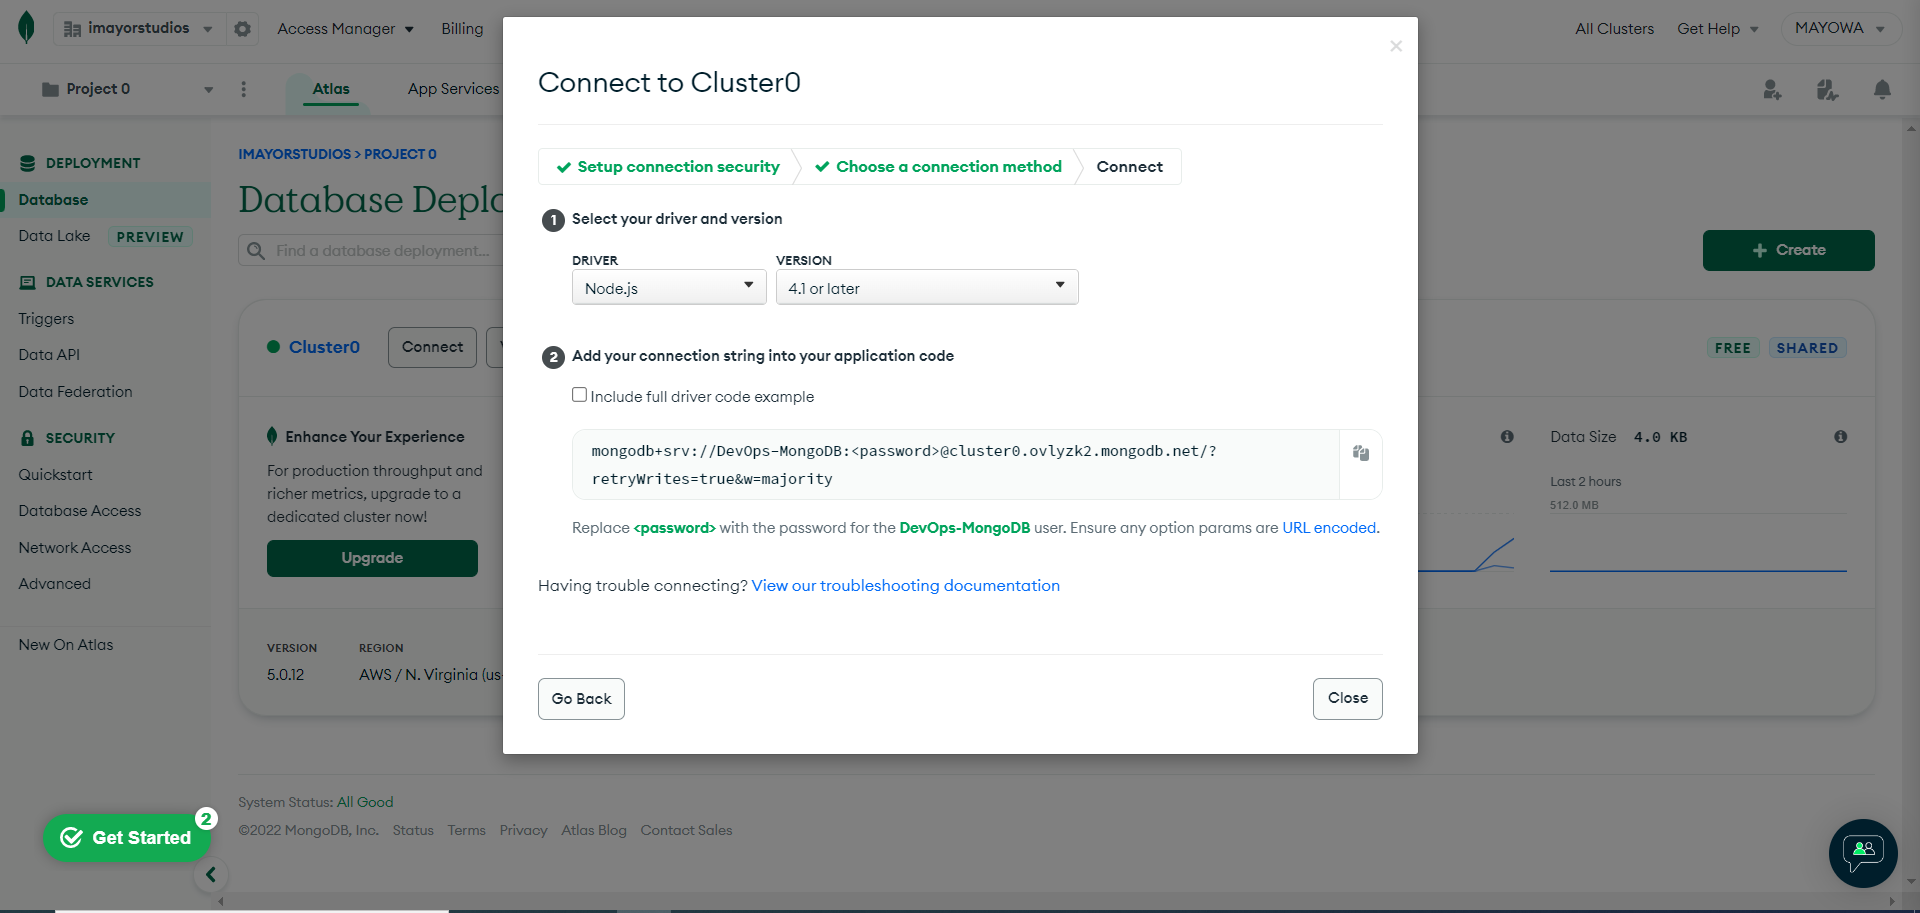 imayorstudios
Access Manager
Billing
All Clusters
Get Help
MAYOWA
Project 0
Atlas
App Services
DEPLOYMENT
Database
Data Lake PREVIEW
DATA SERVICES
Triggers
Data API
Data Federation
SECURITY
Quickstart
Database Access
Network Access
Advanced
New On Atlas
Get Started 2
IMAYORSTUDIOS > PROJECT 0
Database Deplo
Find a database deployment...
+ Create
Cluster0
Connect
FREE SHARED
Enhance Your Experience
For production throughput and
richer metrics, upgrade to a
dedicated cluster now!
Upgrade
Data Size 4.0 KB
Last 2 hours
512.0 MB
VERSION
5.0.12
REGION
AWS / N. Virginia (us-
Connect to Cluster0
Setup connection security
Choose a connection method
Connect
1 Select your driver and version
DRIVER VERSION
Node.js 4.1 or later
2 Add your connection string into your application code
Include full driver code example
mongodb+srv://DevOps-MongoDB:<password>@cluster0.ovlyzk2.mongodb.net/?
retryWrites=true&w=majority
Replace <password> with the password for the DevOps-MongoDB user. Ensure any option params are URL encoded.
Having trouble connecting? View our troubleshooting documentation
Go Back
Close
System Status: All Good
©2022 MongoDB, Inc. Status Terms Privacy Atlas Blog Contact Sales